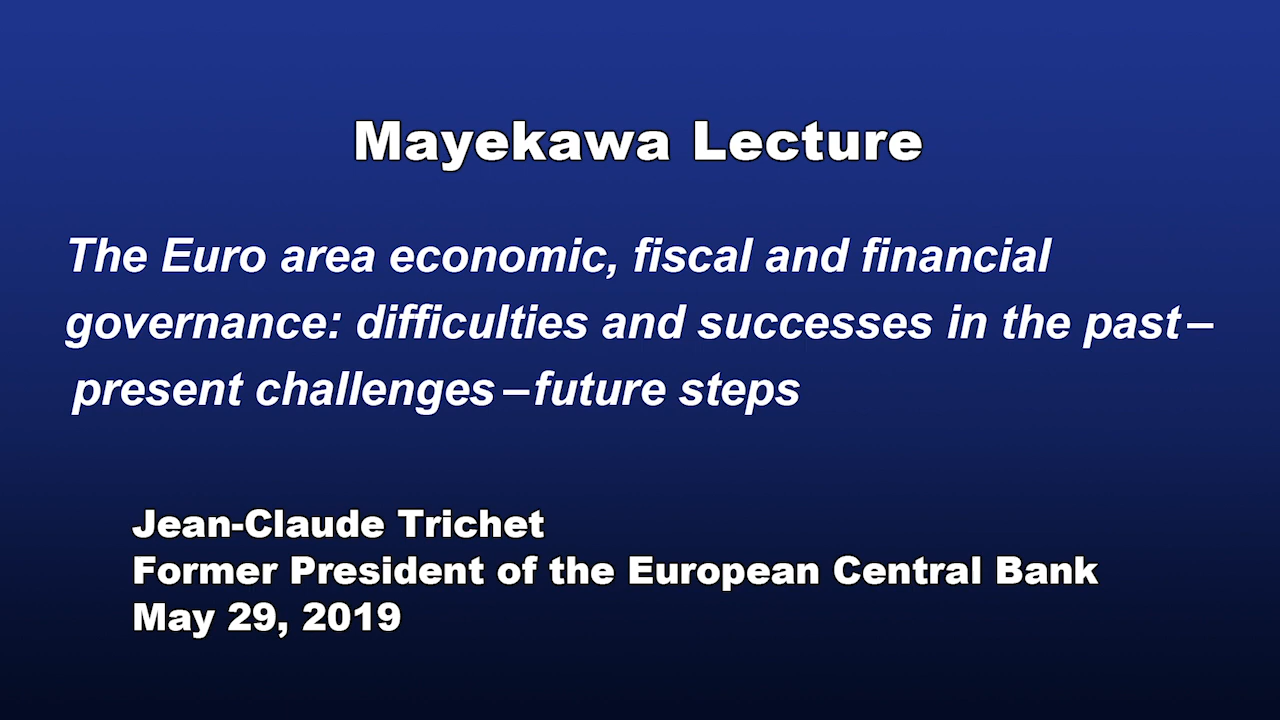 Mayekawa Lecture
The Euro area economic, fiscal and financial
governance: difficulties and successes in the past –
present challenges – future steps
Jean-Claude Trichet
Former President of the European Central Bank
May 29, 2019